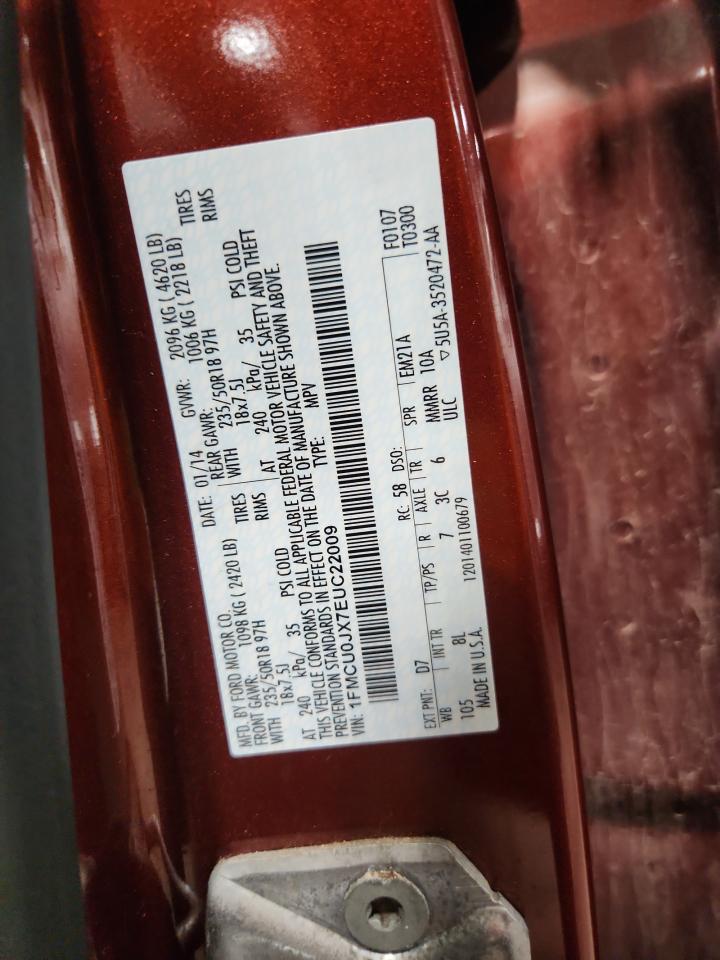 MFD. BY FORD MOTOR CO.
DATE: 01/14 GVWR: 2096 KG ( 4620 LB)
FRONT GAWR: 1098 KG ( 2420 LB) REAR GAWR: 1006 KG ( 2218 LB)
WITH 235/50R18 97H TIRES WITH 235/50R18 97H TIRES
18x7.5J RIMS 18x7.5J RIMS
AT 240 kPa/ 35 PSI COLD AT 240 kPa/ 35 PSI COLD
THIS VEHICLE CONFORMS TO ALL APPLICABLE FEDERAL MOTOR VEHICLE SAFETY AND THEFT
PREVENTION STANDARDS IN EFFECT ON THE DATE OF MANUFACTURE SHOWN ABOVE.
VIN: 1FMCU0JX7EUC22009 TYPE: MPV
F0107
T0300
EXT PNT: D7 RC: 58 DSO:
WB INT TR TP/PS R AXLE TR SPR EM21A
105 8L 7 3C 6 MMRR 10A
MADE IN U.S.A. 1201401100679 ULC ▽5U5A-3520472-AA